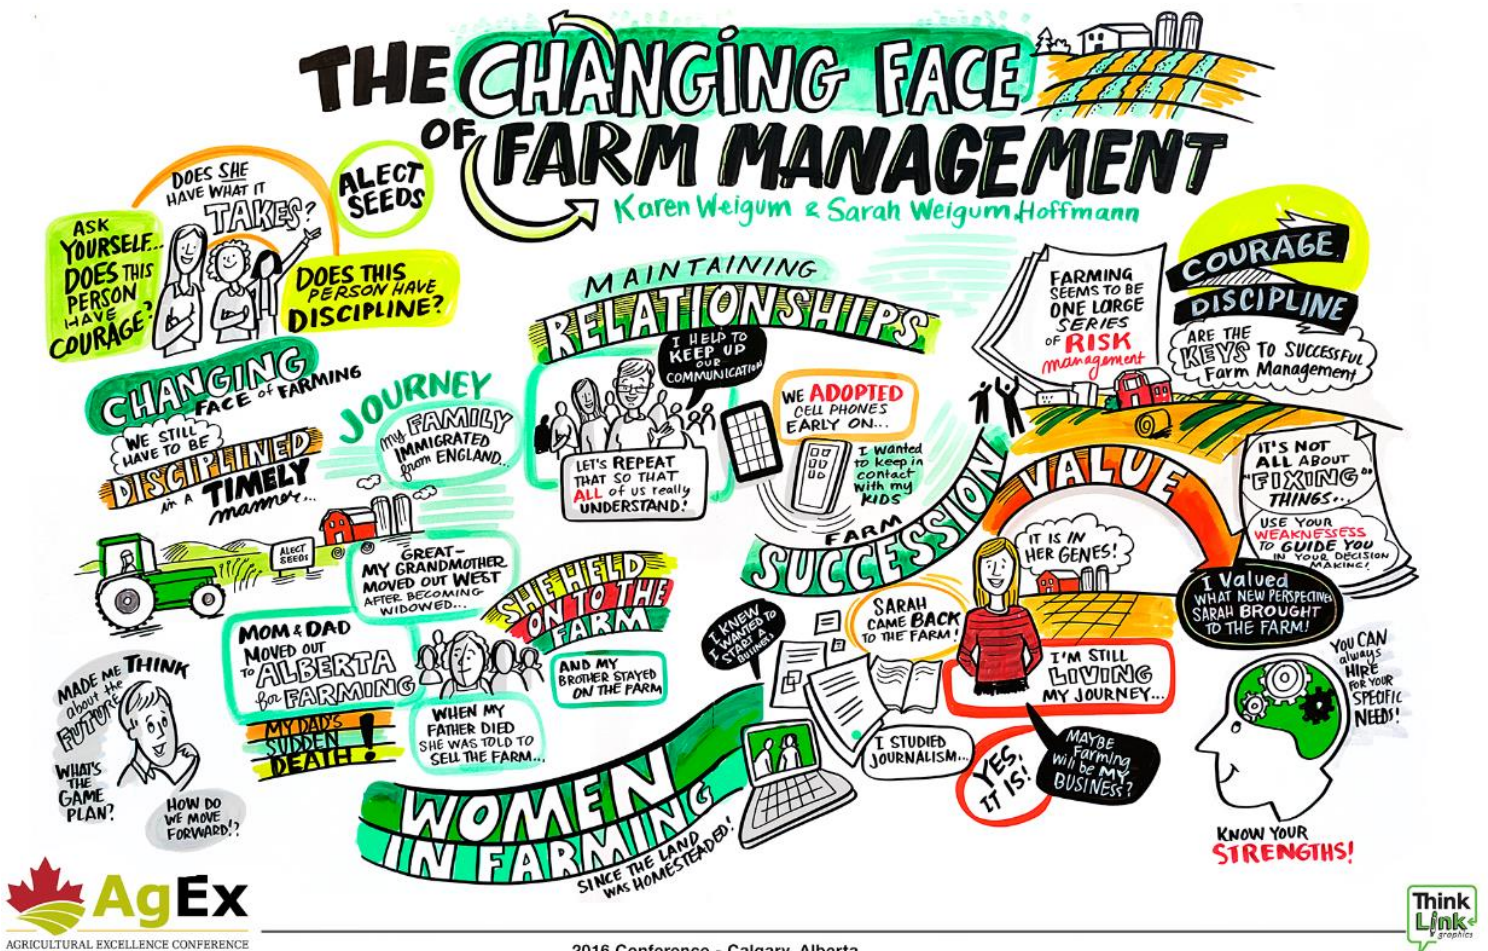 THE CHANGING FACE
OF FARM MANAGEMENT
Karen Weigum & Sarah Weigum Hoffmann
DOES SHE
HAVE WHAT IT
TAKES?
ALECT
SEEDS
ASK
YOURSELF...
DOES THIS
PERSON
HAVE
COURAGE?
DOES THIS
PERSON HAVE
DISCIPLINE?
CHANGING
FACE of FARMING
WE STILL
HAVE TO BE
DISCIPLINED
in a TIMELY
manner...
JOURNEY
my FAMILY
IMMIGRATED
from ENGLAND...
ALECT
SEEDS
GREAT-
MY GRANDMOTHER
MOVED OUT WEST
AFTER BECOMING
WIDOWED...
MOM & DAD
MOVED OUT
TO ALBERTA
for FARMING
MY DAD'S
SUDDEN
DEATH!
MADE ME THINK
about the
FUTURE
WHAT'S
THE
GAME
PLAN?
HOW DO
WE MOVE
FORWARD!?
SHE HELD
ON TO THE
FARM
AND MY
BROTHER STAYED
ON THE FARM
WHEN MY
FATHER DIED
SHE WAS TOLD TO
SELL THE FARM...
WOMEN
IN FARMING
SINCE THE LAND
WAS HOMESTEADED!
MAINTAINING
RELATIONSHIPS
I HELP TO
KEEP UP
OUR
COMMUNICATION
LET'S REPEAT
THAT SO THAT
ALL of us really
UNDERSTAND!
WE ADOPTED
CELL PHONES
EARLY ON...
I wanted
to keep in
contact
with my
KIDS
FARM
SUCCESSION
I KNEW
I WANTED TO
START A
BUSINESS
SARAH
CAME BACK
TO THE FARM!
I STUDIED
JOURNALISM...
VALUE
IT IS IN
HER GENES!
I'M STILL
LIVING
MY JOURNEY...
YES,
IT IS!
MAYBE
Farming
will be MY
BUSINESS?
FARMING
SEEMS TO BE
ONE LARGE
SERIES
OF RISK
management
COURAGE
DISCIPLINE
ARE THE
KEYS TO SUCCESSFUL
Farm Management
IT'S NOT
ALL ABOUT
"FIXING"
THINGS...
USE YOUR
WEAKNESSESS
TO GUIDE YOU
IN YOUR DECISION
MAKING!
I Valued
WHAT NEW PERSPECTIVE
SARAH BROUGHT
TO THE FARM!
YOU CAN
always
HIRE
FOR YOUR
SPECIFIC
NEEDS!
KNOW YOUR
STRENGTHS!
AgEx
AGRICULTURAL EXCELLENCE CONFERENCE
2016 Conference - Calgary, Alberta
Think
Link
graphics